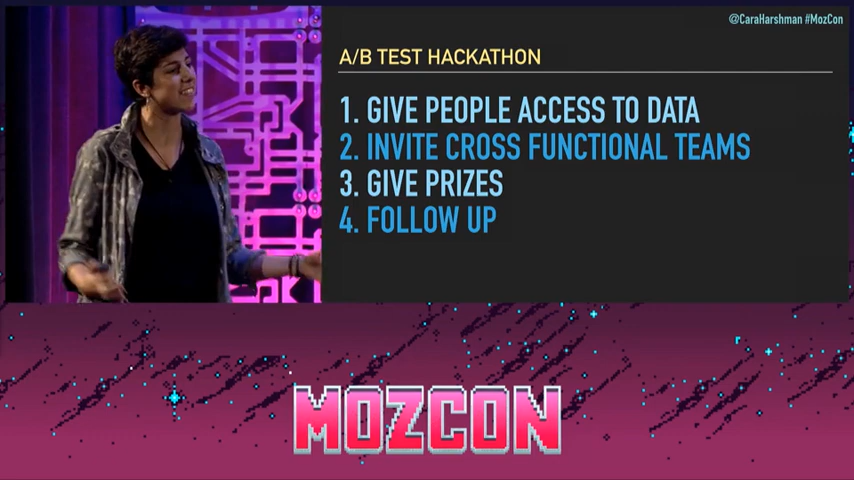 @CaraHarshman #MozCon
A/B TEST HACKATHON
1. GIVE PEOPLE ACCESS TO DATA
2. INVITE CROSS FUNCTIONAL TEAMS
3. GIVE PRIZES
4. FOLLOW UP
MOZCON